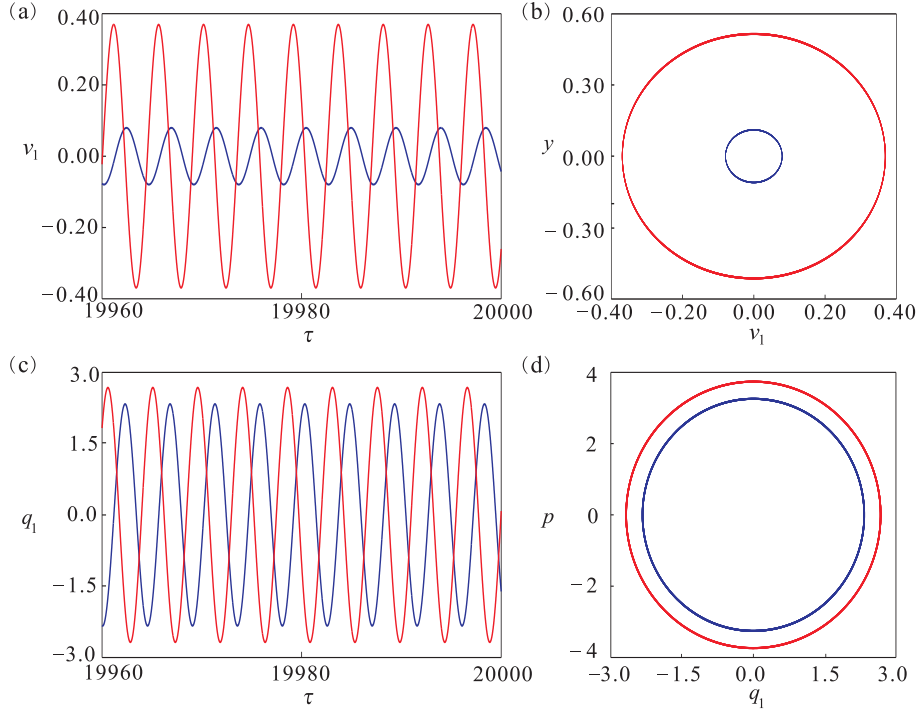 (a)
0.40
0.20
v₁ 0.00
−0.20
−0.40
19960 19980 20000
τ
(b)
0.60
0.30
y 0.00
−0.30
−0.60
−0.40 −0.20 0.00 0.20 0.40
v₁
(c)
3.0
1.5
q₁ 0.0
−1.5
−3.0
19960 19980 20000
τ
(d)
4
2
p 0
−2
−4
−3.0 −1.5 0.0 1.5 3.0
q₁